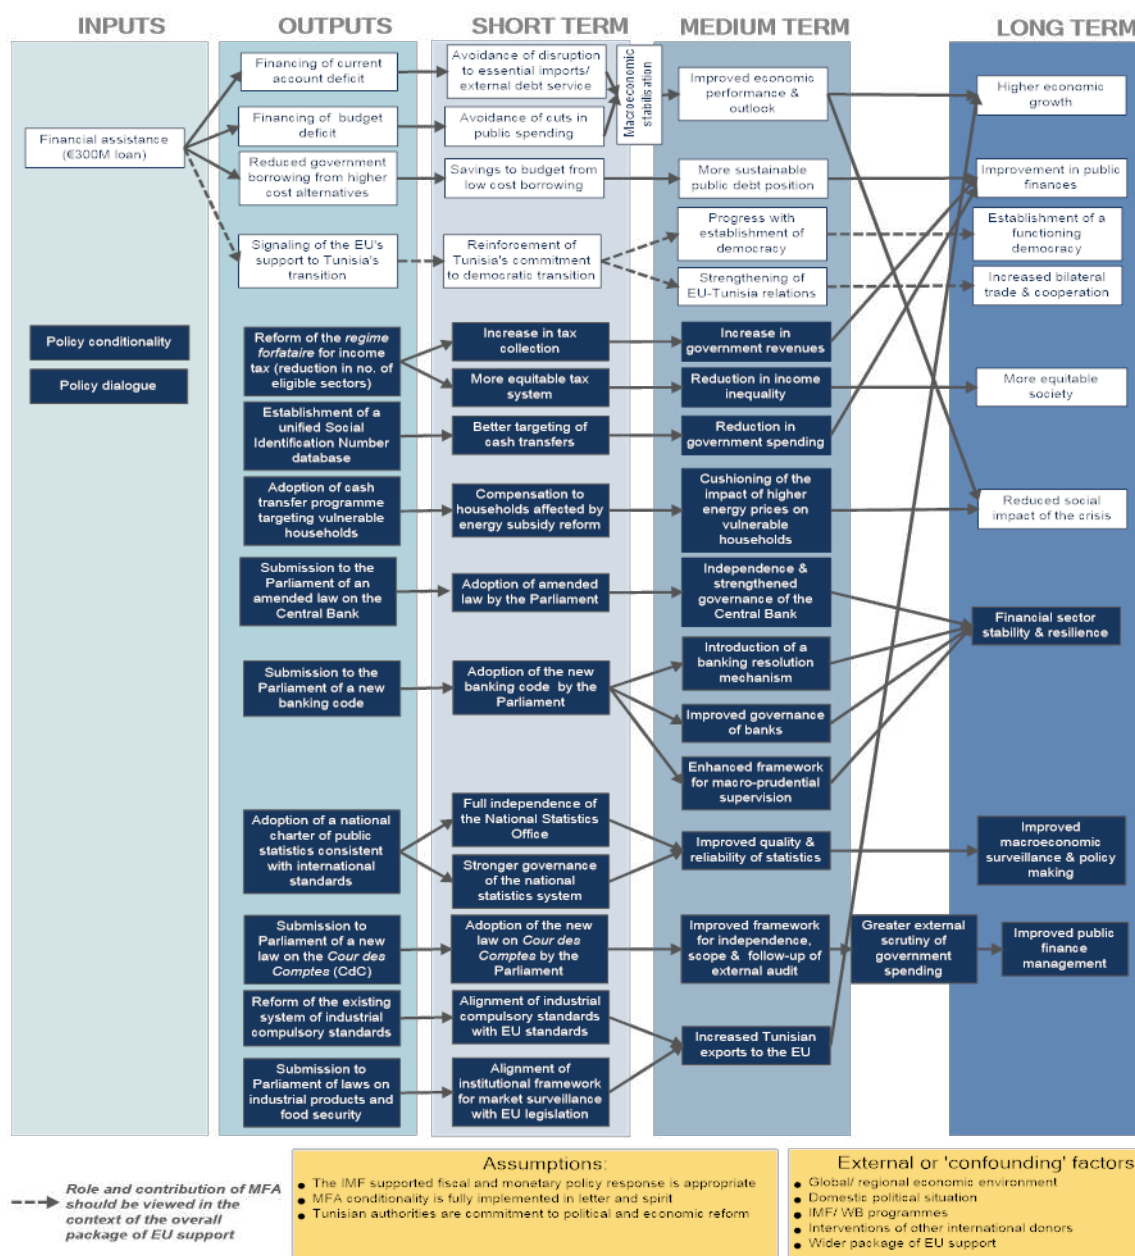 INPUTS
OUTPUTS
SHORT TERM
MEDIUM TERM
LONG TERM
Financial assistance
(€300M loan)
Policy conditionality
Policy dialogue
Financing of current
account deficit
Financing of budget
deficit
Reduced government
borrowing from higher
cost alternatives
Signaling of the EU's
support to Tunisia's
transition
Reform of the regime
forfataire for income
tax (reduction in no. of
eligible sectors)
Establishment of a
unified Social
Identification Number
database
Adoption of cash
transfer programme
targeting vulnerable
households
Submission to the
Parliament of an
amended law on the
Central Bank
Submission to the
Parliament of a new
banking code
Adoption of a national
charter of public
statistics consistent
with international
standards
Submission to
Parliament of a new
law on the Cour des
Comptes (CdC)
Reform of the existing
system of industrial
compulsory standards
Submission to
Parliament of laws on
industrial products and
food security
Avoidance of disruption
to essential imports/
external debt service
Avoidance of cuts in
public spending
Macroeconomic
stabilisation
Savings to budget from
low cost borrowing
Reinforcement of
Tunisia's commitment
to democratic transition
Increase in tax
collection
More equitable tax
system
Better targeting of
cash transfers
Compensation to
households affected by
energy subsidy reform
Adoption of amended
law by the Parliament
Adoption of the new
banking code by the
Parliament
Full independence of
the National Statistics
Office
Stronger governance
of the national
statistics system
Adoption of the new
law on Cour des
Comptes by the
Parliament
Alignment of industrial
compulsory standards
with EU standards
Alignment of
institutional framework
for market surveillance
with EU legislation
Improved economic
performance &
outlook
More sustainable
public debt position
Progress with
establishment of
democracy
Strengthening of
EU-Tunisia relations
Increase in
government revenues
Reduction in income
inequality
Reduction in
government spending
Cushioning of the
impact of higher
energy prices on
vulnerable
households
Independence &
strengthened
governance of the
Central Bank
Introduction of a
banking resolution
mechanism
Improved governance
of banks
Enhanced framework
for macro-prudential
supervision
Improved quality &
reliability of statistics
Improved framework
for independence,
scope & follow-up of
external audit
Greater external
scrutiny of
government
spending
Increased Tunisian
exports to the EU
Higher economic
growth
Improvement in public
finances
Establishment of a
functioning
democracy
Increased bilateral
trade & cooperation
More equitable
society
Reduced social
impact of the crisis
Financial sector
stability & resilience
Improved
macroeconomic
surveillance & policy
making
Improved public
finance
management
Role and contribution of MFA
should be viewed in the
context of the overall
package of EU support
Assumptions:
• The IMF supported fiscal and monetary policy response is appropriate
• MFA conditionality is fully implemented in letter and spirit
• Tunisian authorities are commitment to political and economic reform
External or 'confounding' factors
• Global/ regional economic environment
• Domestic political situation
• IMF/ WB programmes
• Interventions of other international donors
• Wider package of EU support